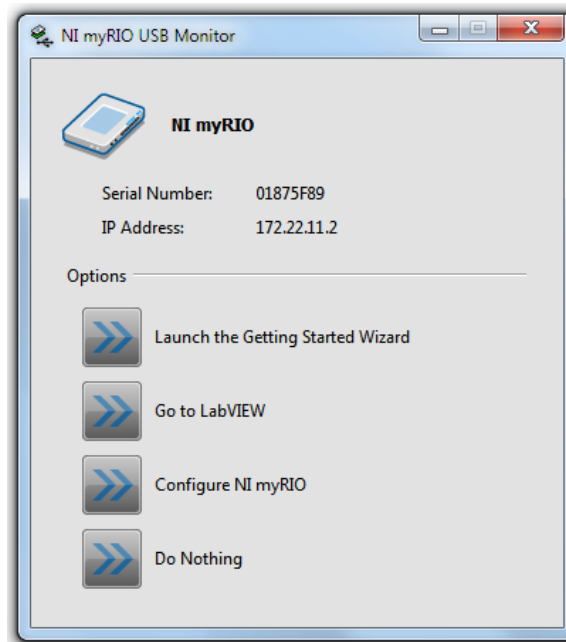 NI myRIO USB Monitor
NI myRIO
Serial Number: 01875F89
IP Address: 172.22.11.2
Options
Launch the Getting Started Wizard
Go to LabVIEW
Configure NI myRIO
Do Nothing